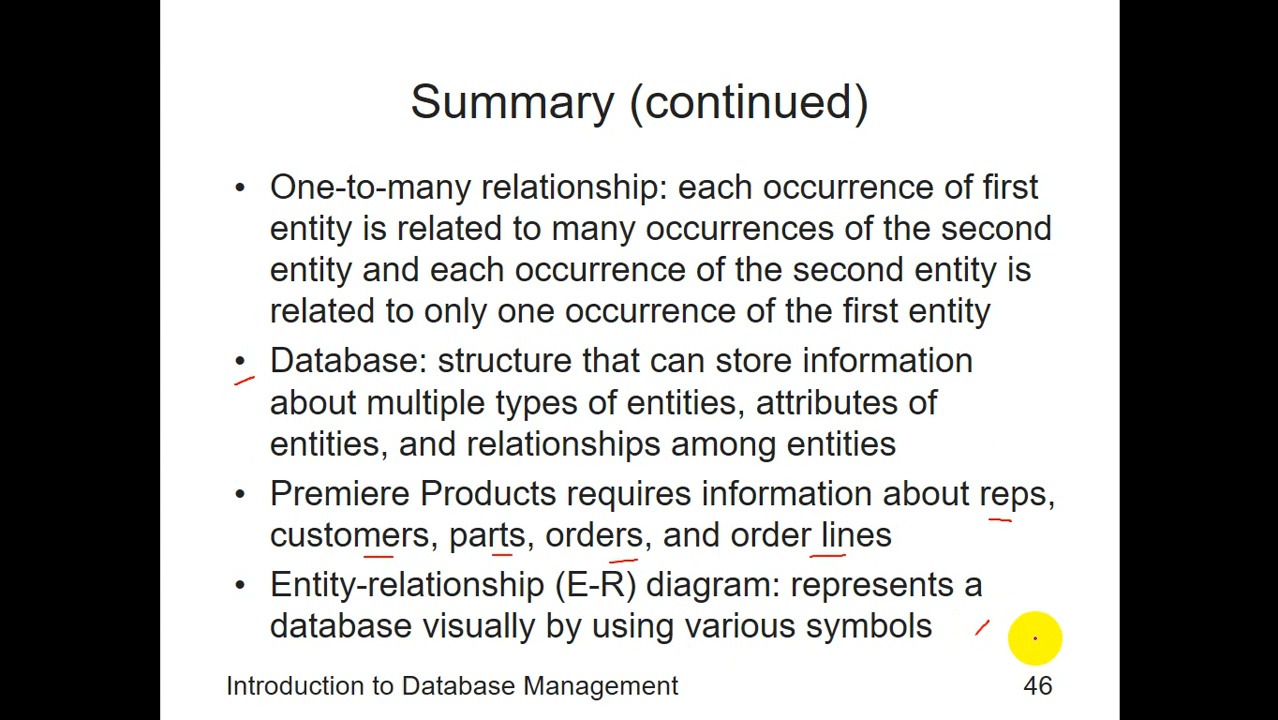 Summary (continued)
• One-to-many relationship: each occurrence of first
entity is related to many occurrences of the second
entity and each occurrence of the second entity is
related to only one occurrence of the first entity
• Database: structure that can store information
about multiple types of entities, attributes of
entities, and relationships among entities
• Premiere Products requires information about reps,
customers, parts, orders, and order lines
• Entity-relationship (E-R) diagram: represents a
database visually by using various symbols
Introduction to Database Management
46